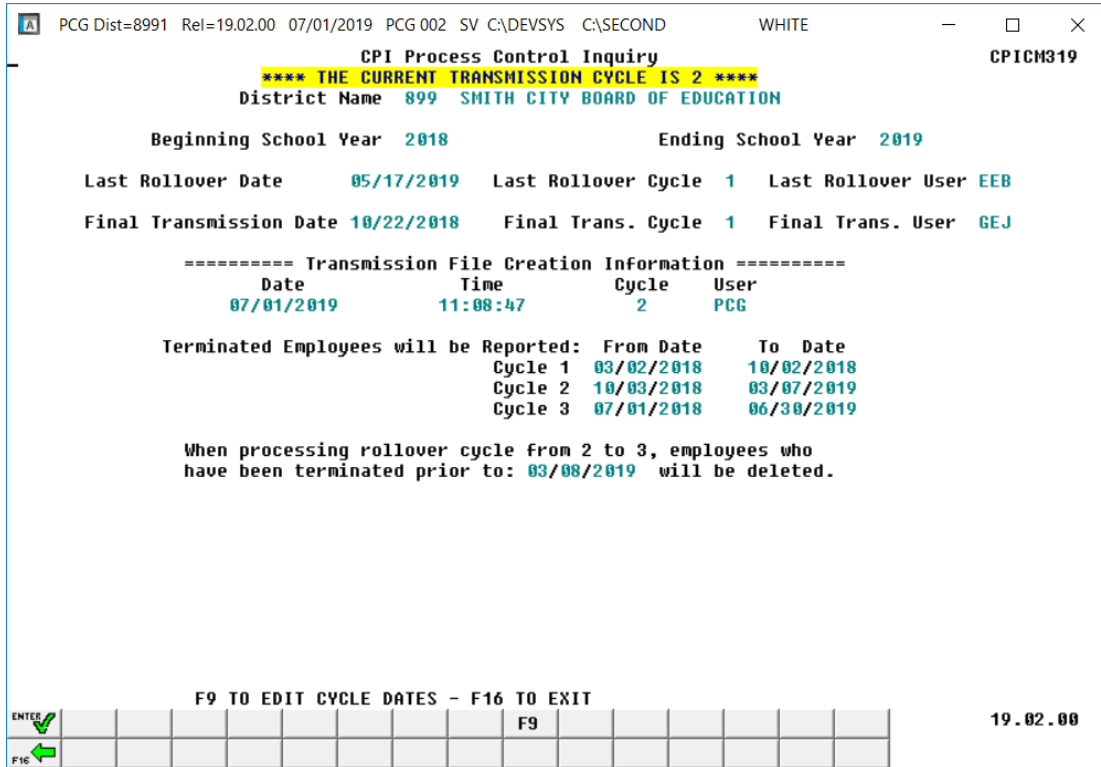 PCG Dist=8991 Rel=19.02.00 07/01/2019 PCG 002 SV C:\DEVSYS C:\SECOND WHITE
CPI Process Control Inquiry CPICM319
**** THE CURRENT TRANSMISSION CYCLE IS 2 ****
District Name 899 SMITH CITY BOARD OF EDUCATION
Beginning School Year 2018 Ending School Year 2019
Last Rollover Date 05/17/2019 Last Rollover Cycle 1 Last Rollover User EEB
Final Transmission Date 10/22/2018 Final Trans. Cycle 1 Final Trans. User GEJ
========== Transmission File Creation Information ==========
Date Time Cycle User
07/01/2019 11:08:47 2 PCG
Terminated Employees will be Reported: From Date To Date
Cycle 1 03/02/2018 10/02/2018
Cycle 2 10/03/2018 03/07/2019
Cycle 3 07/01/2018 06/30/2019
When processing rollover cycle from 2 to 3, employees who
have been terminated prior to: 03/08/2019 will be deleted.
F9 TO EDIT CYCLE DATES - F16 TO EXIT
ENTER F9 19.02.00
F16